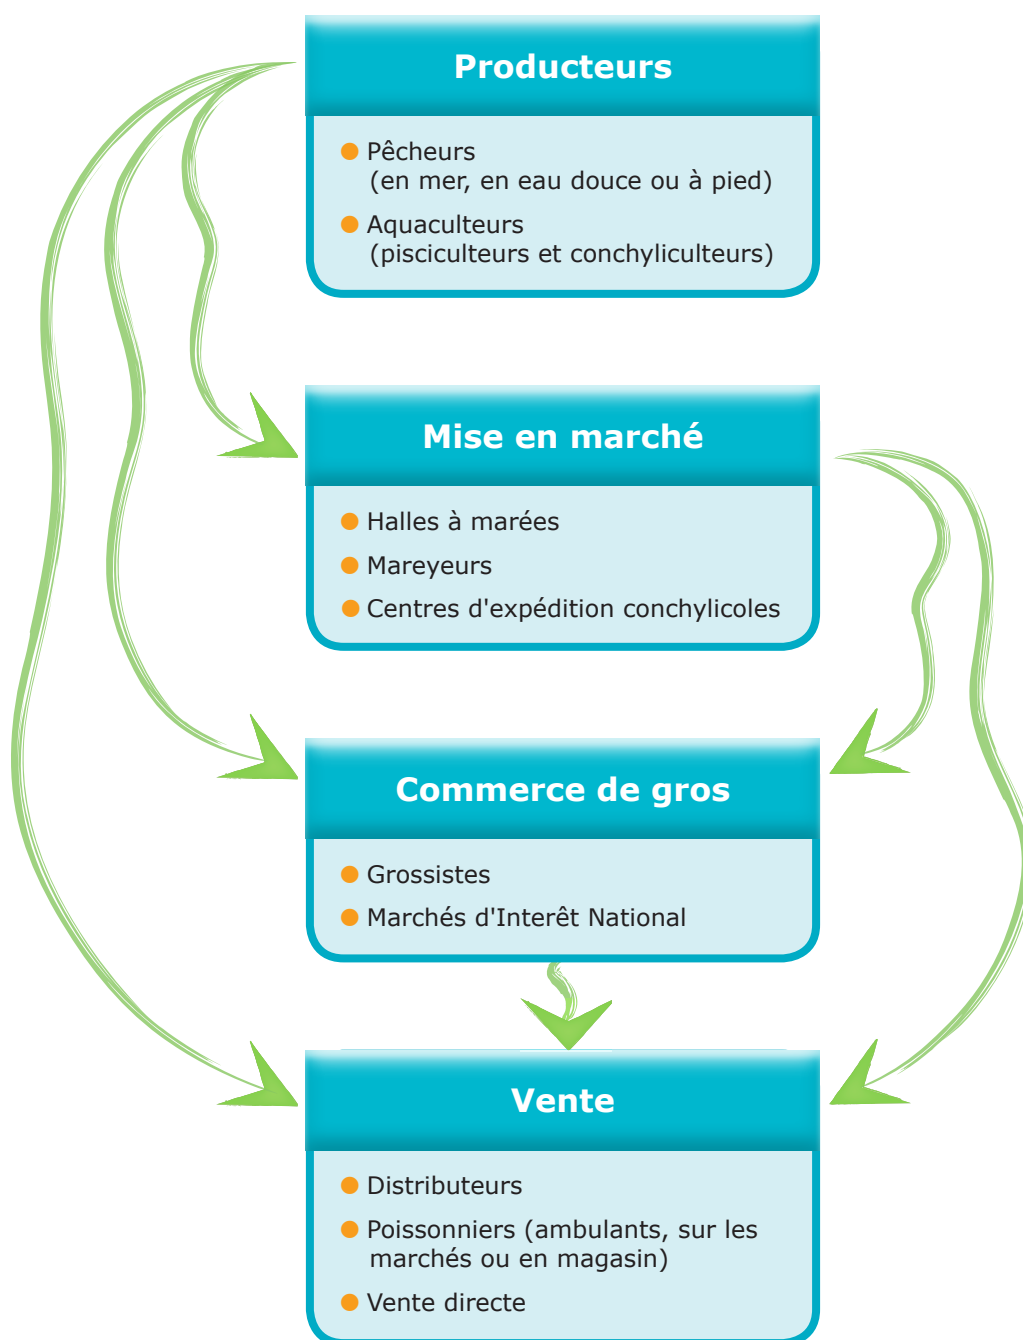 Producteurs
● Pêcheurs
(en mer, en eau douce ou à pied)
● Aquaculteurs
(pisciculteurs et conchyliculteurs)
Mise en marché
● Halles à marées
● Mareyeurs
● Centres d'expédition conchylicoles
Commerce de gros
● Grossistes
● Marchés d'Interêt National
Vente
● Distributeurs
● Poissonniers (ambulants, sur les
marchés ou en magasin)
● Vente directe